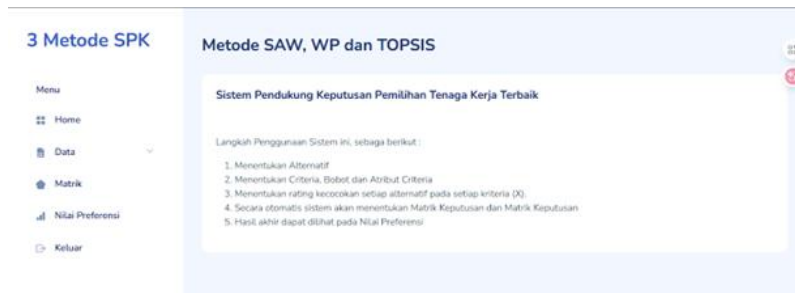 3 Metode SPK
Menu
Home
Data
Matrik
Nilai Preferensi
Keluar
Metode SAW, WP dan TOPSIS
Sistem Pendukung Keputusan Pemilihan Tenaga Kerja Terbaik
Langkah Penggunaan Sistem ini, sebaga berikut :
1. Menentukan Alternatif
2. Menentukan Criteria, Bobot dan Atribut Criteria
3. Menentukan rating kecocokan setiap alternatif pada setiap kriteria (X).
4. Secara otomatis sistem akan menentukan Matrik Keputusan dan Matrik Keputusan
5. Hasil akhir dapat dilihat pada Nilai Preferensi